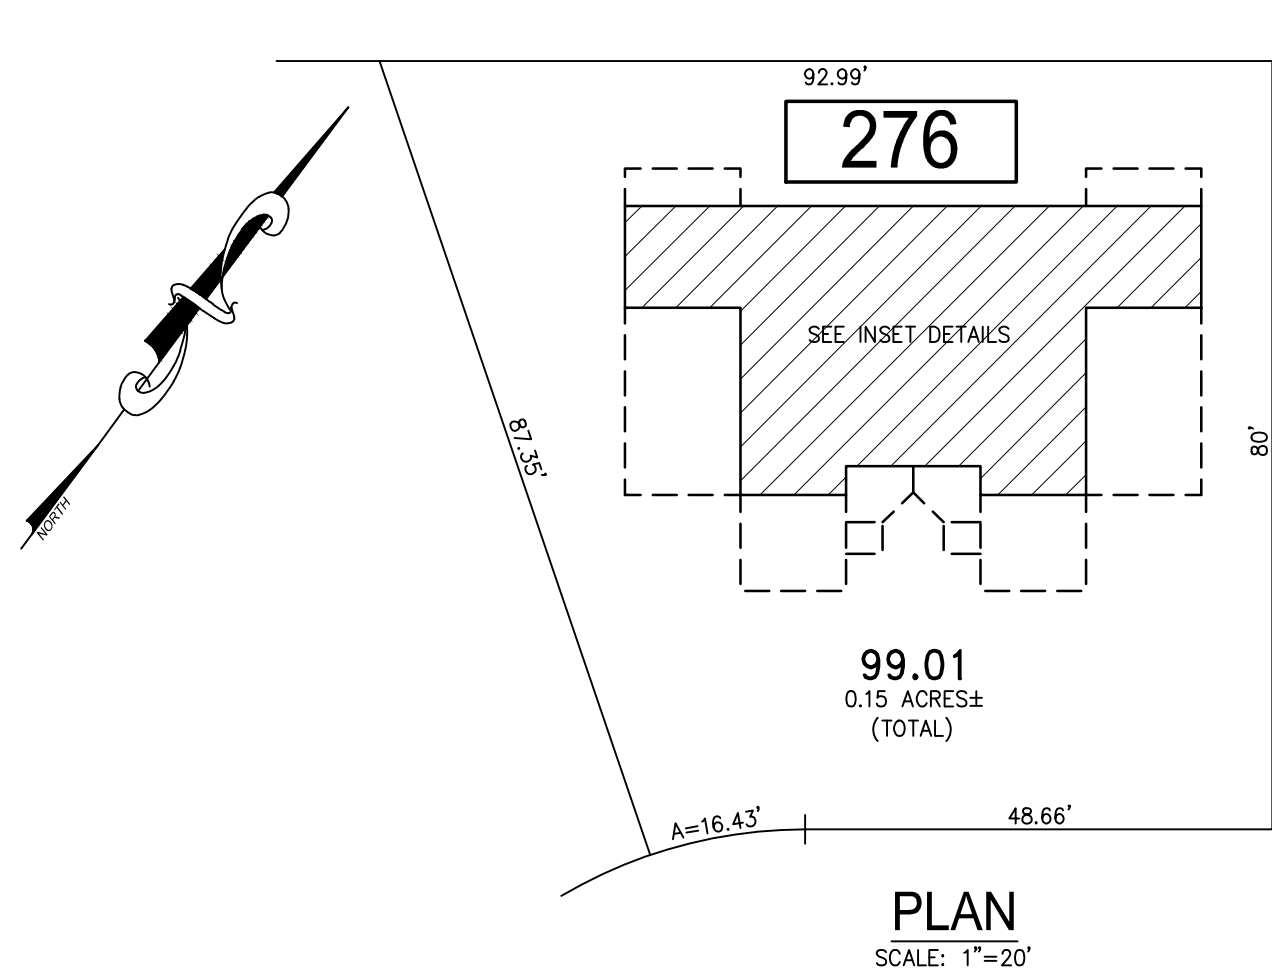 92.99’
276
SEE INSET DETAILS
87.35’
80’
NORTH
99.01
0.15 ACRES±
(TOTAL)
A=16.43’
48.66’
PLAN
SCALE: 1”=20’